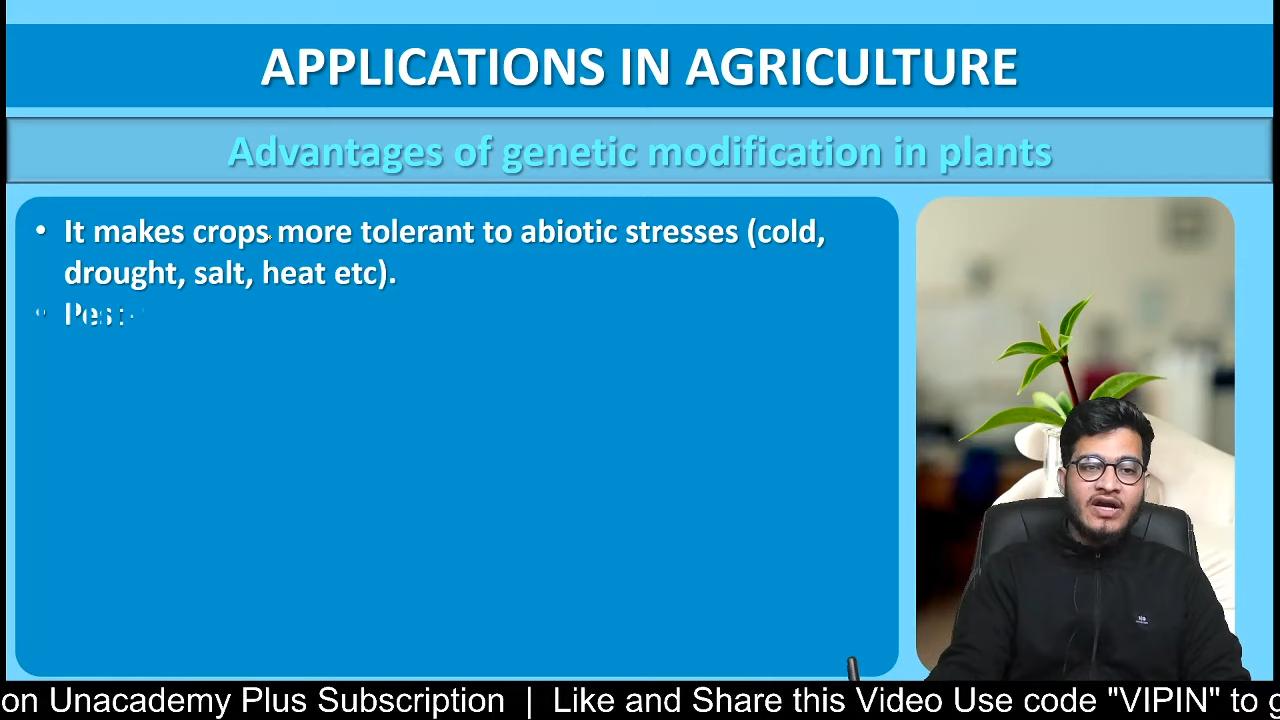 APPLICATIONS IN AGRICULTURE
Advantages of genetic modification in plants
• It makes crops more tolerant to abiotic stresses (cold,
drought, salt, heat etc).
on Unacademy Plus Subscription | Like and Share this Video Use code "VIPIN" to